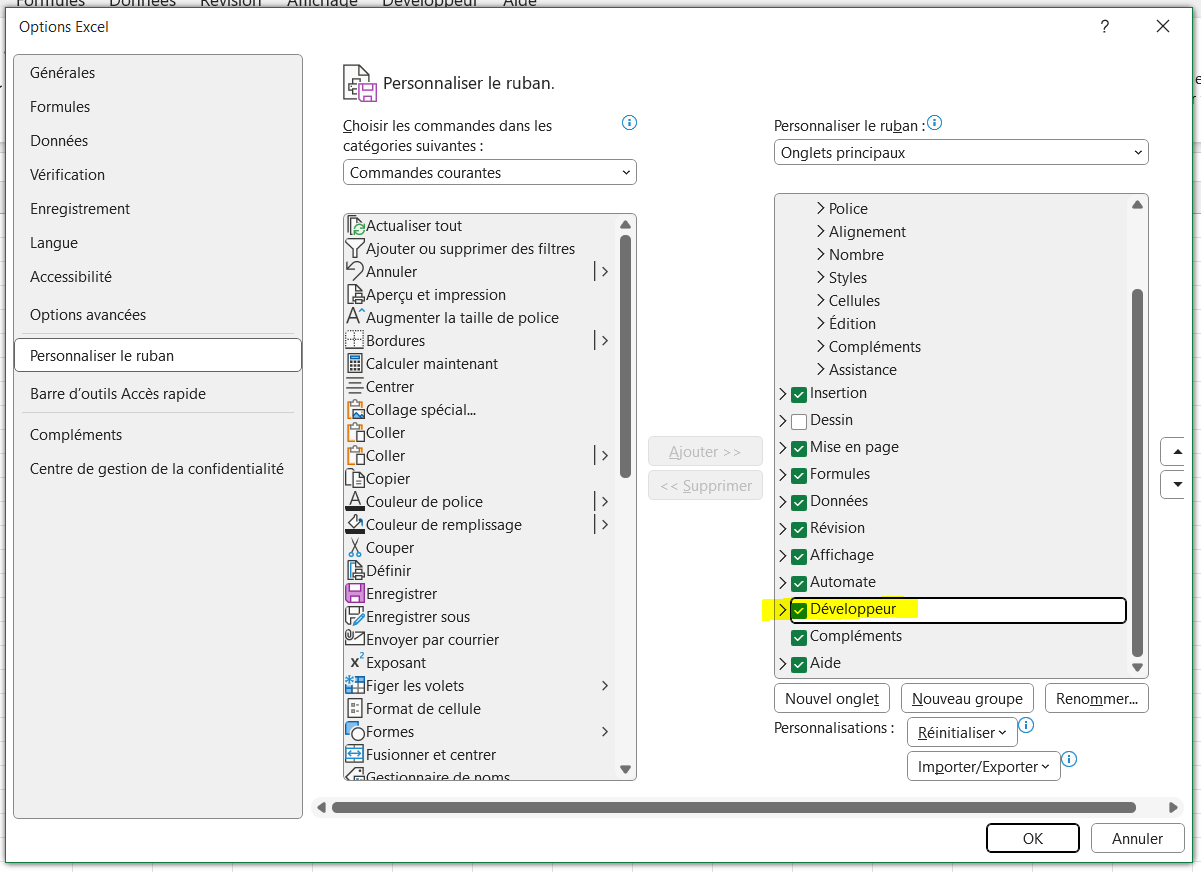 Formules Données Révision Affichage Développeur Aide
Options Excel
?
Générales
Formules
Données
Vérification
Enregistrement
Langue
Accessibilité
Options avancées
Personnaliser le ruban
Barre d'outils Accès rapide
Compléments
Centre de gestion de la confidentialité
Personnaliser le ruban.
Choisir les commandes dans les
catégories suivantes :
Commandes courantes
Actualiser tout
Ajouter ou supprimer des filtres
Annuler
Aperçu et impression
Augmenter la taille de police
Bordures
Calculer maintenant
Centrer
Collage spécial...
Coller
Coller
Copier
Couleur de police
Couleur de remplissage
Couper
Définir
Enregistrer
Enregistrer sous
Envoyer par courrier
Exposant
Figer les volets
Format de cellule
Formes
Fusionner et centrer
Gestionnaire de noms
Ajouter >>
<< Supprimer
Personnaliser le ruban :
Onglets principaux
Police
Alignement
Nombre
Styles
Cellules
Édition
Compléments
Assistance
Insertion
Dessin
Mise en page
Formules
Données
Révision
Affichage
Automate
Développeur
Compléments
Aide
Nouvel onglet
Nouveau groupe
Renommer...
Personnalisations :
Réinitialiser
Importer/Exporter
OK
Annuler